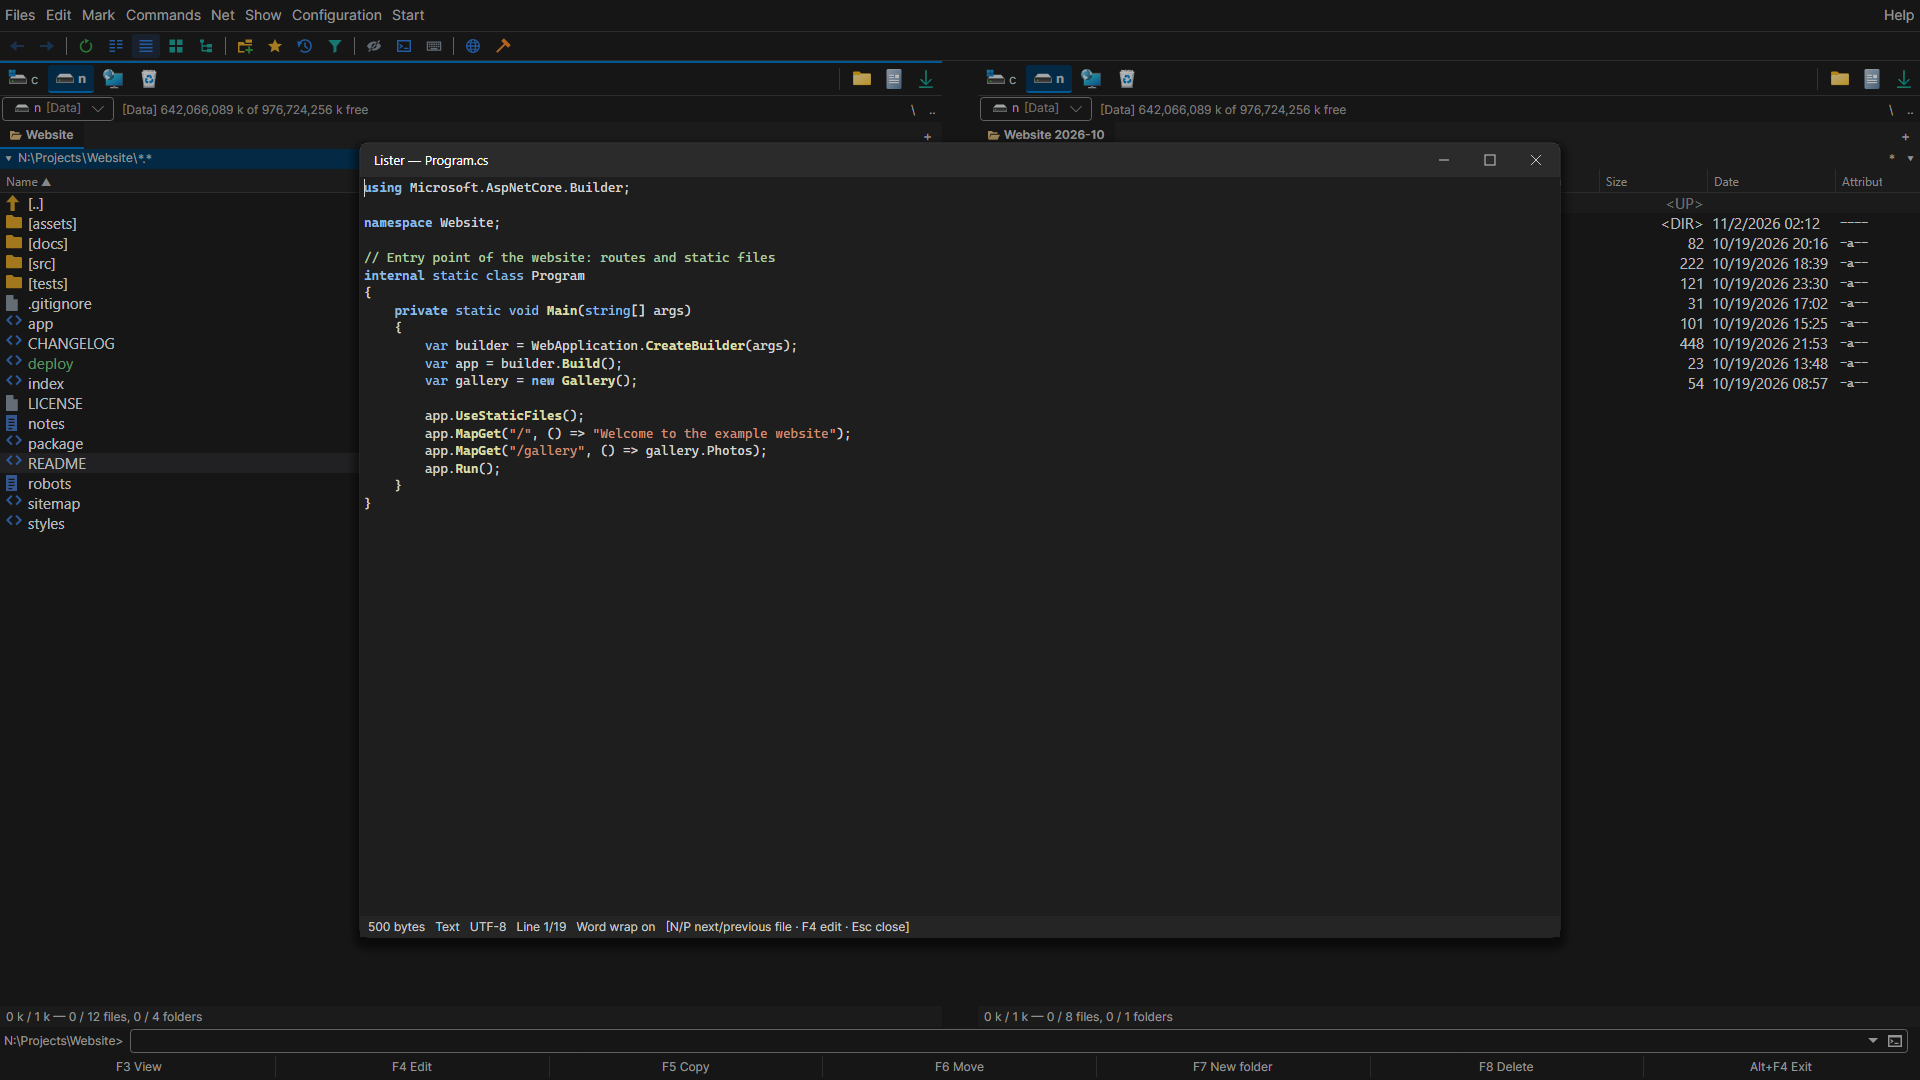 Files Edit Mark Commands Net Show Configuration Start Help
c n
c n
n [Data] [Data] 642,066,089 k of 976,724,256 k free \ ..
n [Data] [Data] 642,066,089 k of 976,724,256 k free \ ..
Website +
Website 2026-10 +
N:\Projects\Website\*.*
* 
Name
Size Date Attribut
[..]
[assets]
[docs]
[src]
[tests]
.gitignore
app
CHANGELOG
deploy
index
LICENSE
notes
package
README
robots
sitemap
styles
Lister — Program.cs
using Microsoft.AspNetCore.Builder;
namespace Website;
// Entry point of the website: routes and static files
internal static class Program
{
private static void Main(string[] args)
{
var builder = WebApplication.CreateBuilder(args);
var app = builder.Build();
var gallery = new Gallery();
app.UseStaticFiles();
app.MapGet("/", () => "Welcome to the example website");
app.MapGet("/gallery", () => gallery.Photos);
app.Run();
}
}
500 bytes Text UTF-8 Line 1/19 Word wrap on [N/P next/previous file · F4 edit · Esc close]
<UP>
<DIR> 11/2/2026 02:12 ----
82 10/19/2026 20:16 -a--
222 10/19/2026 18:39 -a--
121 10/19/2026 23:30 -a--
31 10/19/2026 17:02 -a--
101 10/19/2026 15:25 -a--
448 10/19/2026 21:53 -a--
23 10/19/2026 13:48 -a--
54 10/19/2026 08:57 -a--
0 k / 1 k — 0 / 12 files, 0 / 4 folders
0 k / 1 k — 0 / 8 files, 0 / 1 folders
N:\Projects\Website>
F3 View F4 Edit F5 Copy F6 Move F7 New folder F8 Delete Alt+F4 Exit